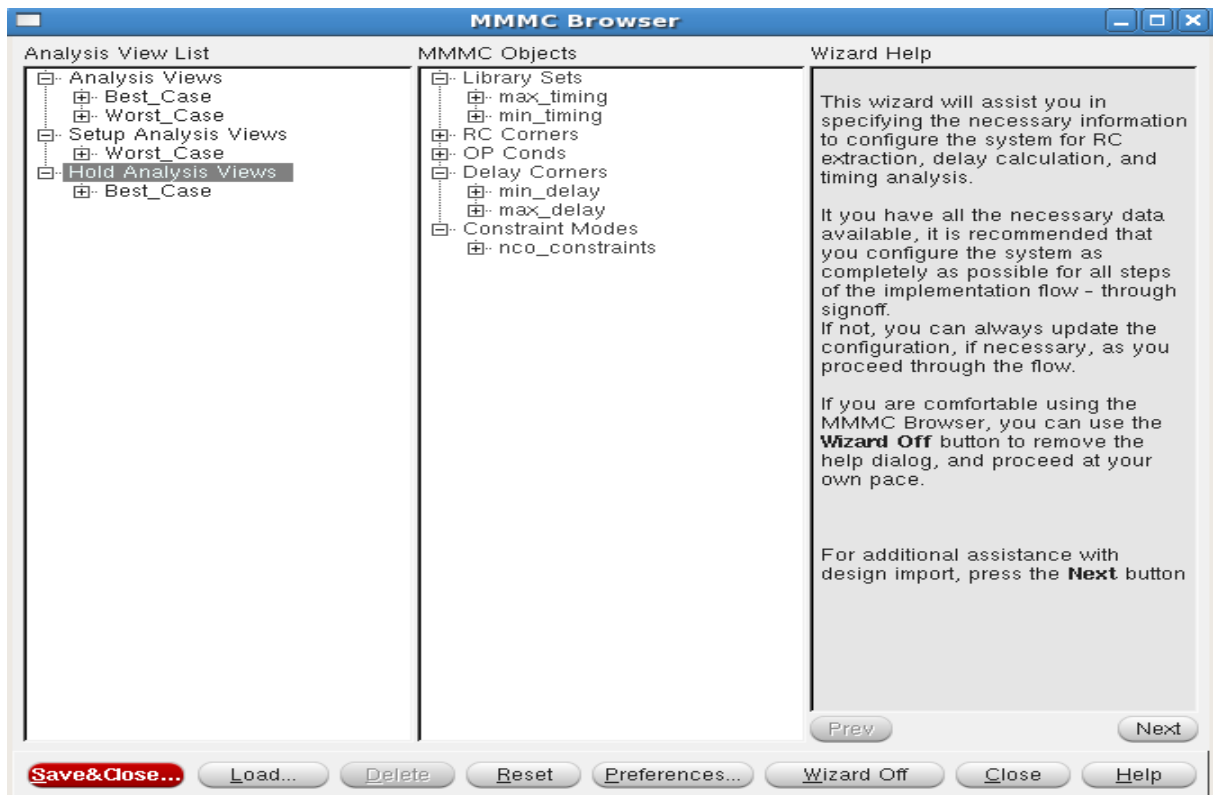 MMMC Browser
Analysis View List
Analysis Views
Best_Case
Worst_Case
Setup Analysis Views
Worst_Case
Hold Analysis Views
Best_Case
MMMC Objects
Library Sets
max_timing
min_timing
RC Corners
OP Conds
Delay Corners
min_delay
max_delay
Constraint Modes
nco_constraints
Wizard Help
This wizard will assist you in
specifying the necessary information
to configure the system for RC
extraction, delay calculation, and
timing analysis.
It you have all the necessary data
available, it is recommended that
you configure the system as
completely as possible for all steps
of the implementation flow – through
signoff.
If not, you can always update the
configuration, if necessary, as you
proceed through the flow.
If you are comfortable using the
MMMC Browser, you can use the
Wizard Off button to remove the
help dialog, and proceed at your
own pace.
For additional assistance with
design import, press the Next button
Prev Next
Save&Close... Load... Delete Reset Preferences... Wizard Off Close Help